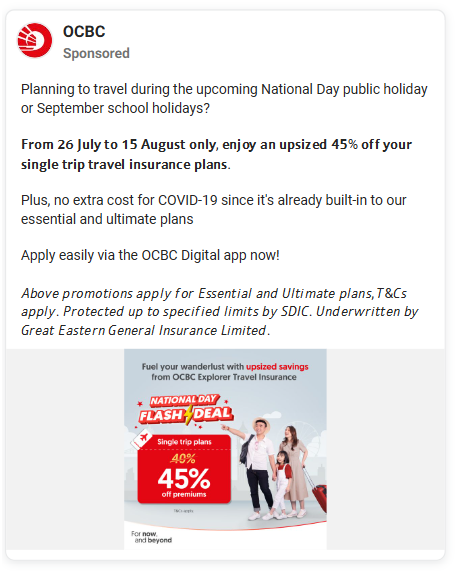 OCBC
Sponsored
Planning to travel during the upcoming National Day public holiday
or September school holidays?
From 26 July to 15 August only, enjoy an upsized 45% off your
single trip travel insurance plans.
Plus, no extra cost for COVID-19 since it's already built-in to our
essential and ultimate plans
Apply easily via the OCBC Digital app now!
Above promotions apply for Essential and Ultimate plans,T&Cs
apply. Protected up to specified limits by SDIC. Underwritten by
Great Eastern General Insurance Limited.
Fuel your wanderlust with upsized savings
from OCBC Explorer Travel Insurance
NATIONAL DAY
FLASH DEAL
Single trip plans
40%
45%
off premiums
For now,
and beyond